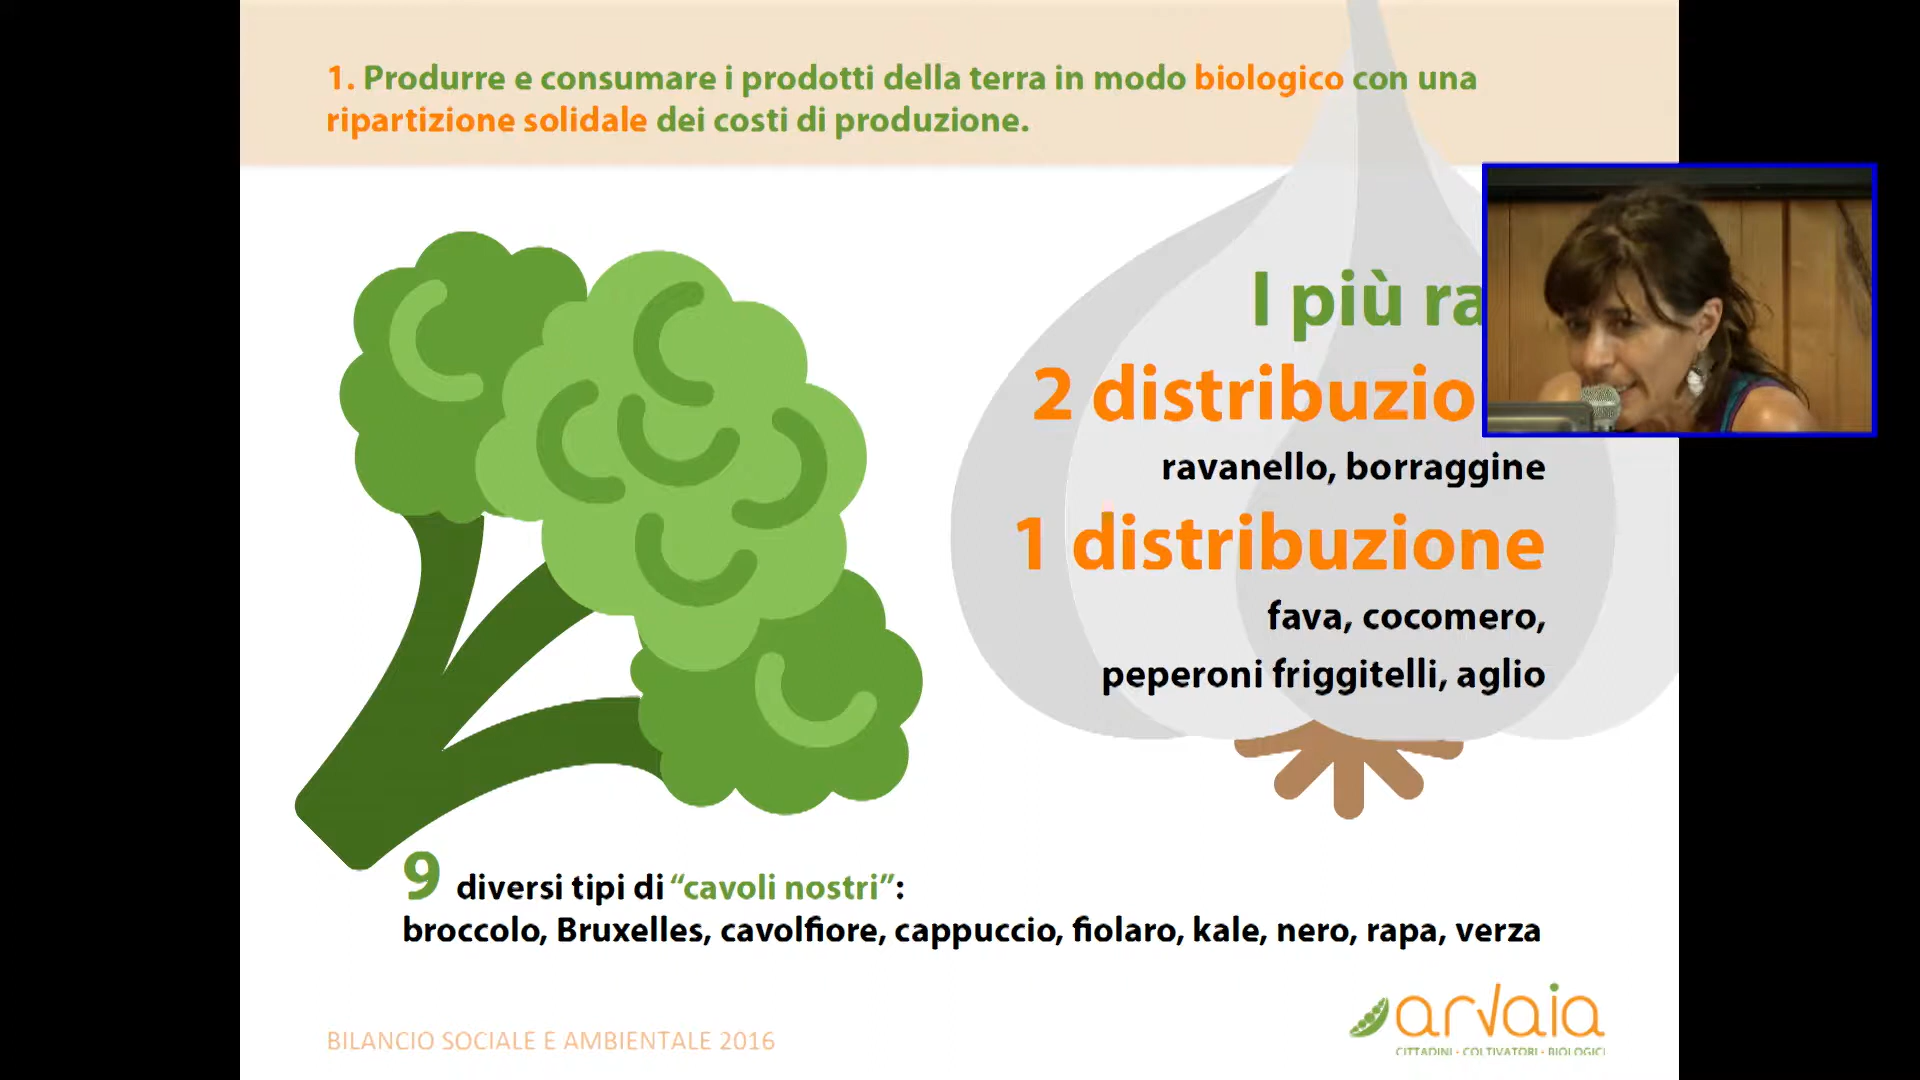 1. Produrre e consumare i prodotti della terra in modo biologico con una
ripartizione solidale dei costi di produzione.
I più
2
ravanello, borraggine
1 distribuzione
fava, cocomero,
peperoni friggitelli, aglio
9 diversi tipi di “cavoli nostri”:
broccolo, Bruxelles, cavolfiore, cappuccio, fiolaro, kale, nero, rapa, verza
BILANCIO SOCIALE E AMBIENTALE 2016
arvaia
CITTADINI · COLTIVATORI · BIOLOGICI